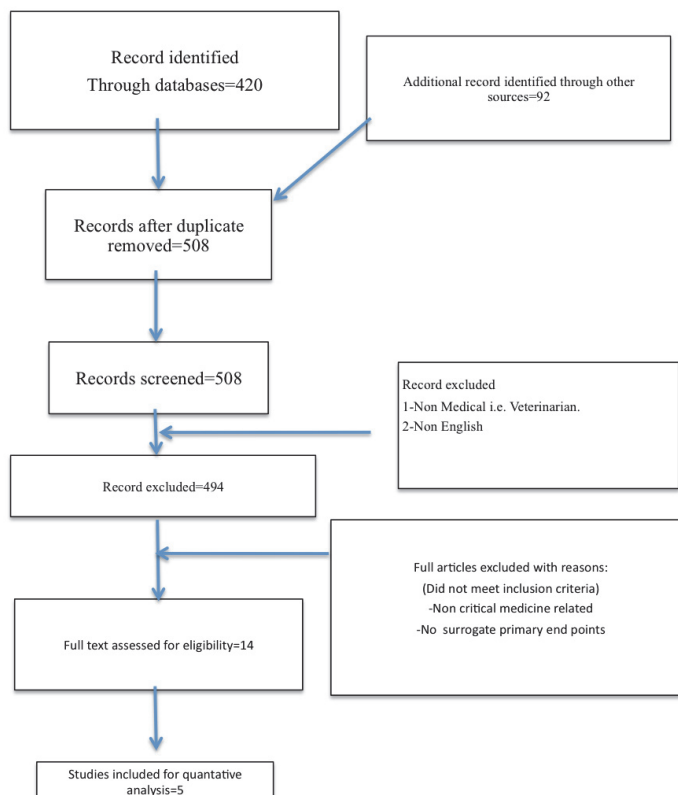 Record identified
Through databases=420
Additional record identified through other
sources=92
Records after duplicate
removed=508
Records screened=508
Record excluded
1-Non Medical i.e. Veterinarian.
2-Non English
Record excluded=494
Full articles excluded with reasons:
(Did not meet inclusion criteria)
-Non critical medicine related
-No surrogate primary end points
Full text assessed for eligibility=14
Studies included for quantative
analysis=5